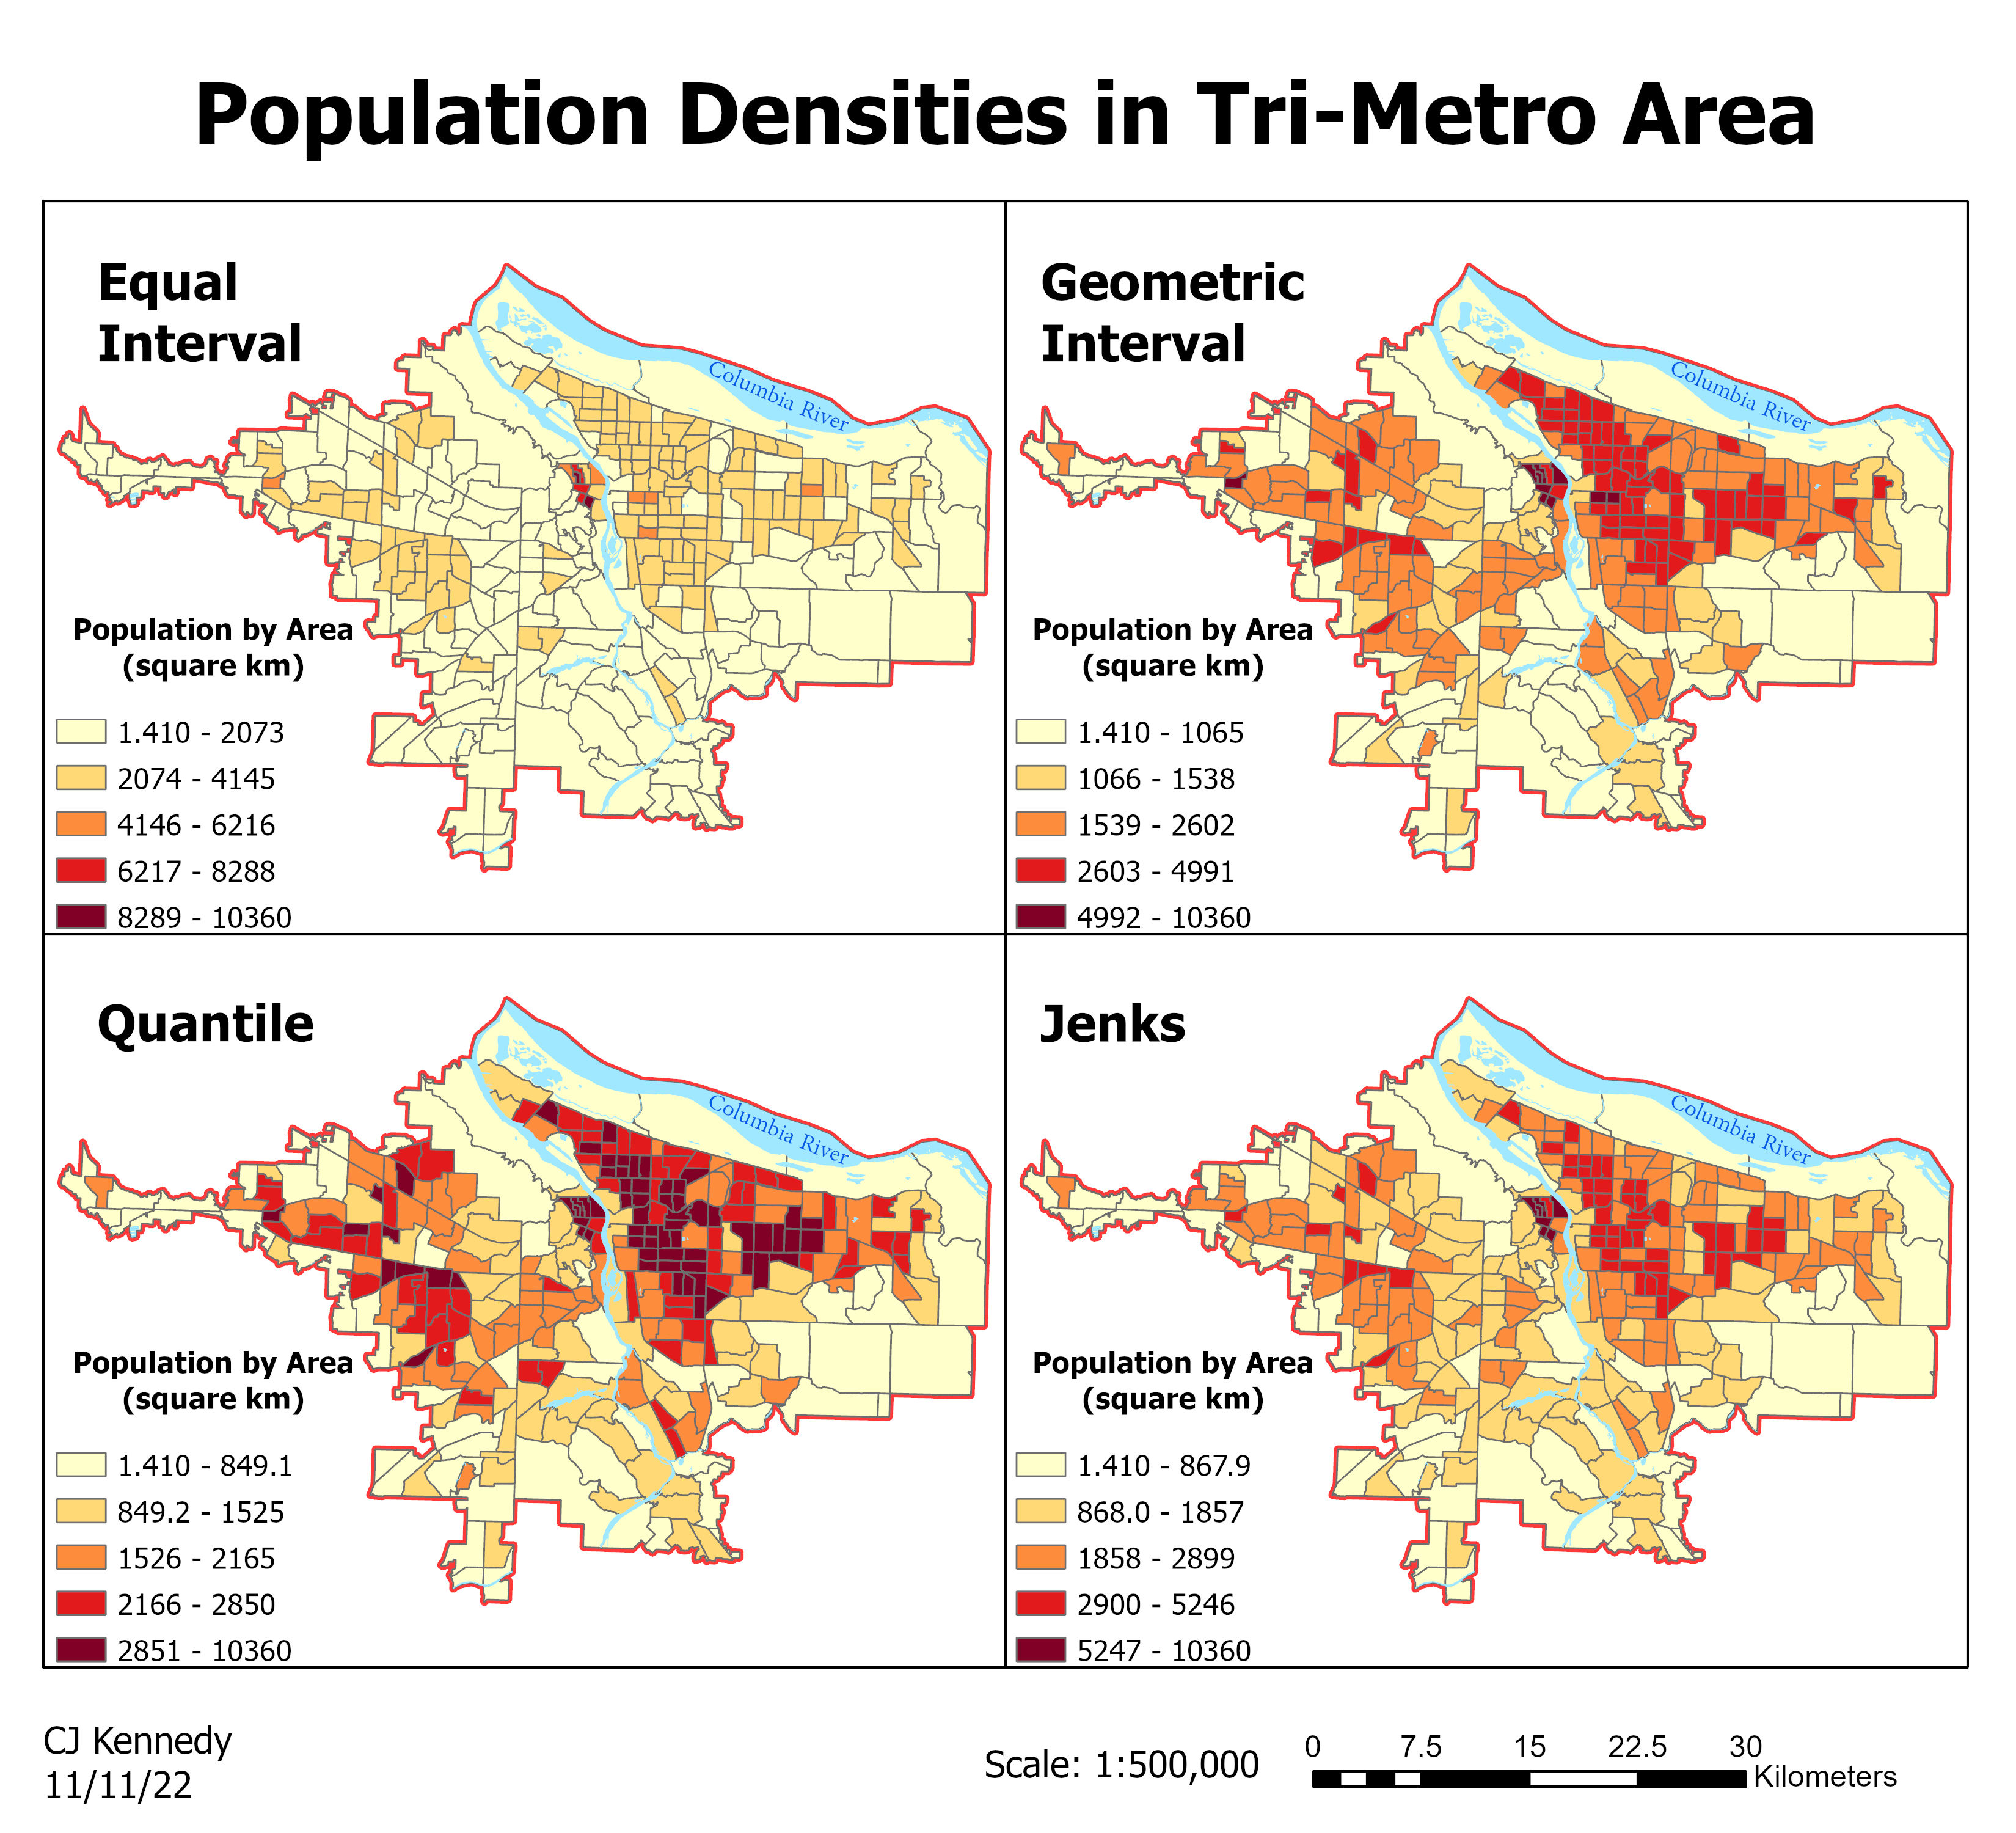 Population Densities in Tri-Metro Area
Equal
Interval
Columbia River
Population by Area
(square km)
1.410 - 2073
2074 - 4145
4146 - 6216
6217 - 8288
8289 - 10360
Geometric
Interval
Columbia River
Population by Area
(square km)
1.410 - 1065
1066 - 1538
1539 - 2602
2603 - 4991
4992 - 10360
Quantile
Columbia River
Population by Area
(square km)
1.410 - 849.1
849.2 - 1525
1526 - 2165
2166 - 2850
2851 - 10360
Jenks
Columbia River
Population by Area
(square km)
1.410 - 867.9
868.0 - 1857
1858 - 2899
2900 - 5246
5247 - 10360
CJ Kennedy
11/11/22
Scale: 1:500,000
0 7.5 15 22.5 30
Kilometers